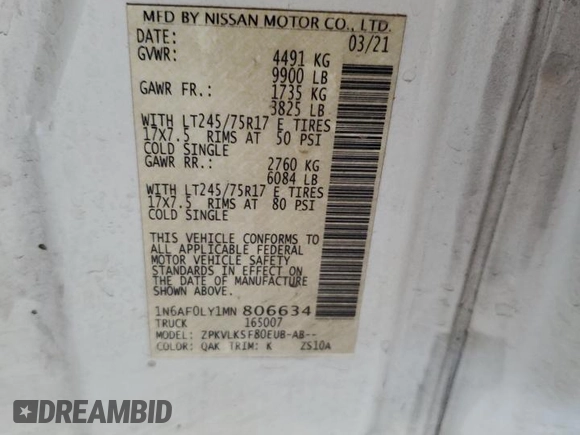 MFD BY NISSAN MOTOR CO., LTD.
DATE: 03/21
GVWR: 4491 KG
9900 LB
GAWR FR.: 1735 KG
3825 LB
WITH LT245/75R17 E TIRES
17X7.5 RIMS AT 50 PSI
COLD SINGLE
GAWR RR.: 2760 KG
6084 LB
WITH LT245/75R17 E TIRES
17X7.5 RIMS AT 80 PSI
COLD SINGLE
THIS VEHICLE CONFORMS TO
ALL APPLICABLE FEDERAL
MOTOR VEHICLE SAFETY
STANDARDS IN EFFECT ON
THE DATE OF MANUFACTURE
SHOWN ABOVE.
1N6AF0LY1MN 806634
TRUCK 165007
MODEL: ZPKVLK5F80EUB-AB--
COLOR: QAK TRIM: K ZS10A
DREAMBID